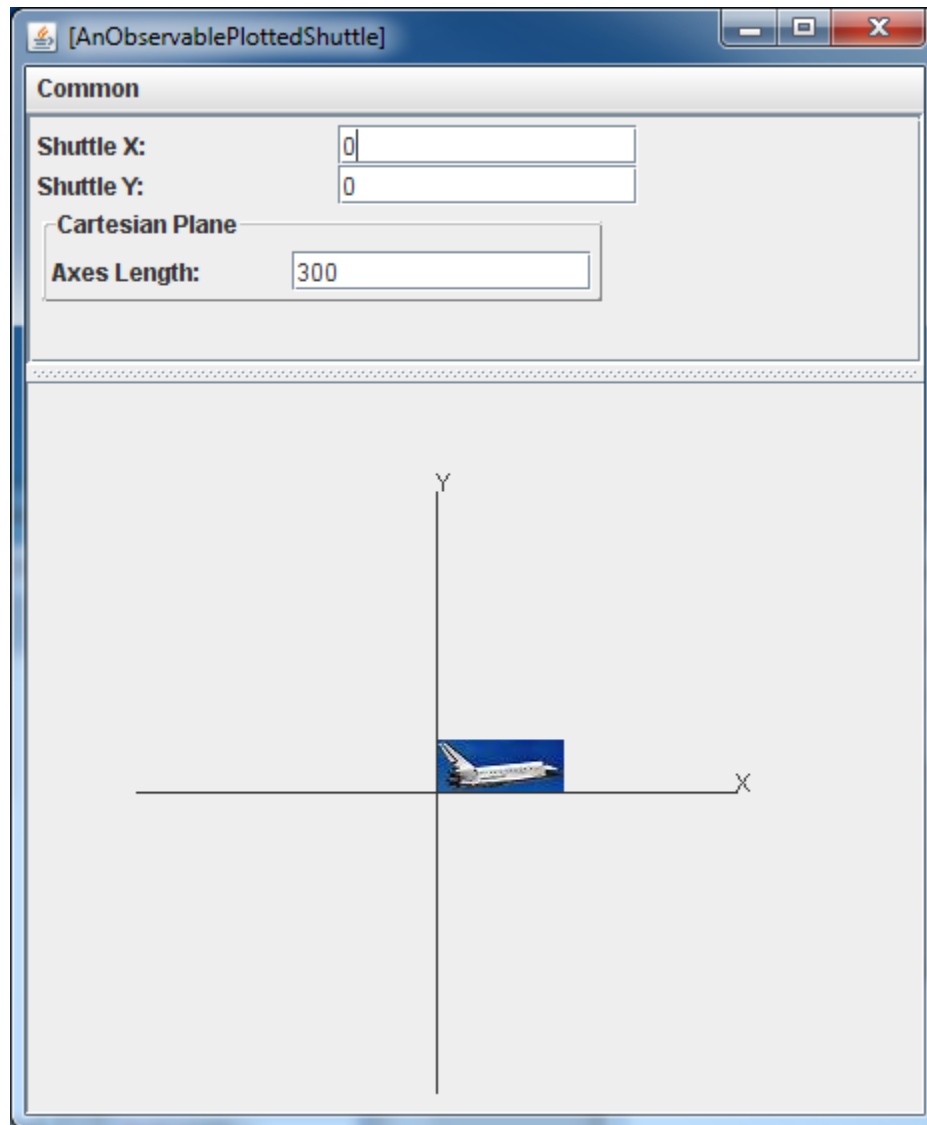 [AnObservablePlottedShuttle]
Common
Shuttle X: 0
Shuttle Y: 0
Cartesian Plane
Axes Length: 300
Y
X